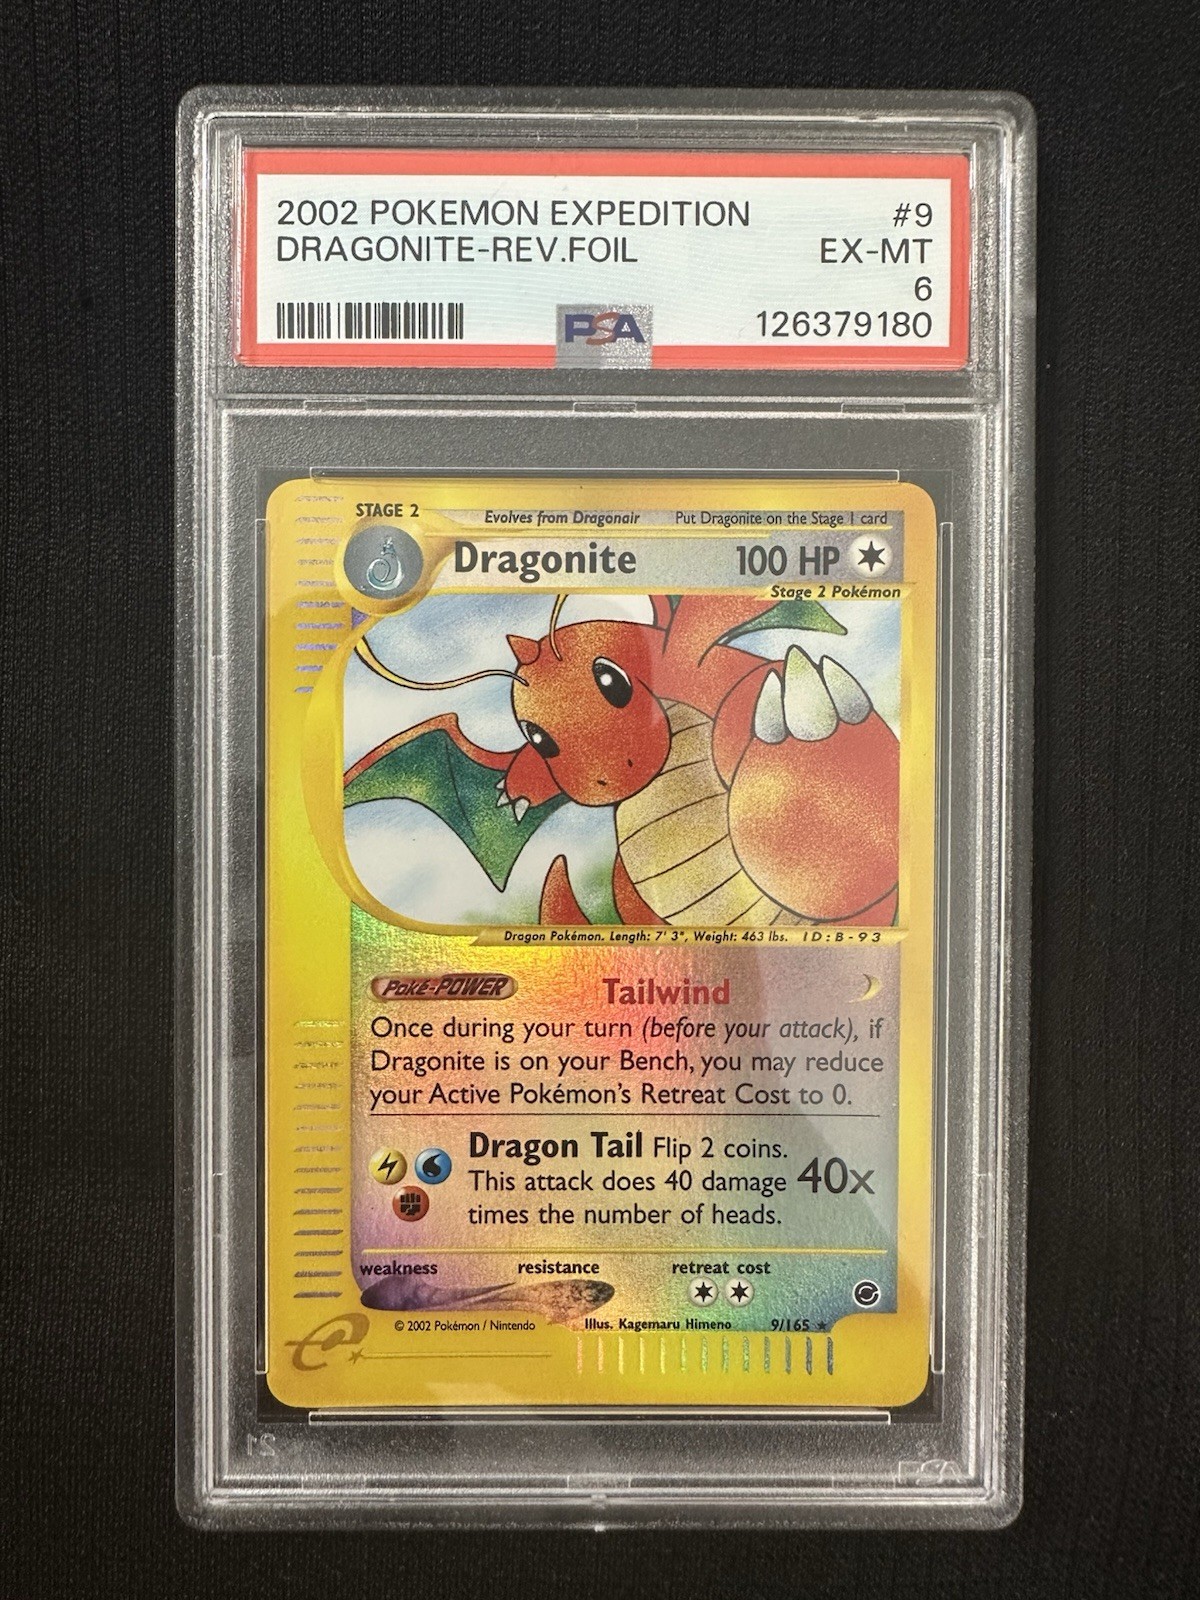 2002 POKEMON EXPEDITION #9
DRAGONITE-REV.FOIL EX-MT
6
PSA 126379180
STAGE 2 Evolves from Dragonair Put Dragonite on the Stage 1 card
Dragonite 100 HP
Stage 2 Pokémon
Dragon Pokémon. Length: 7' 3", Weight: 463 lbs. ID:B-93
Poké-POWER Tailwind
Once during your turn (before your attack), if
Dragonite is on your Bench, you may reduce
your Active Pokémon's Retreat Cost to 0.
Dragon Tail Flip 2 coins.
This attack does 40 damage 40x
times the number of heads.
weakness resistance retreat cost
© 2002 Pokémon / Nintendo Illus. Kagemaru Himeno 9/165 ★
e
21
PSA